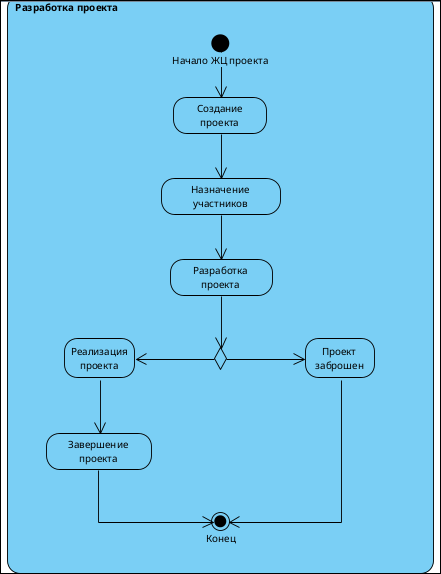 Разработка проекта
Начало ЖЦ проекта
Создание
проекта
Назначение
участников
Разработка
проекта
Реализация
проекта
Проект
заброшен
Завершение
проекта
Конец